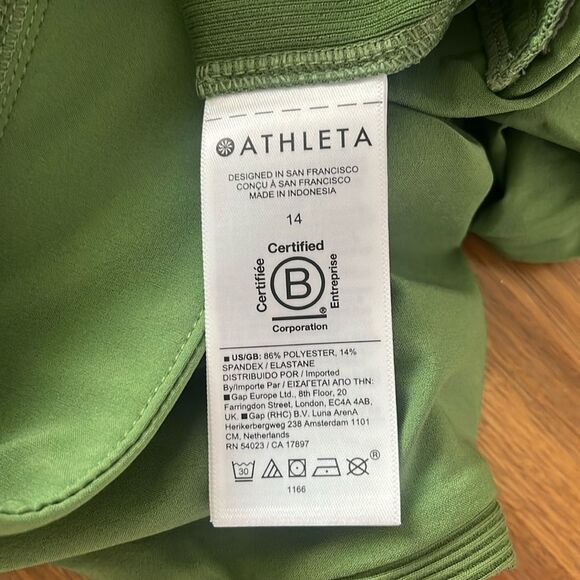 ATHLETA
DESIGNED IN SAN FRANCISCO
CONÇU À SAN FRANCISCO
MADE IN INDONESIA
14
Certified
Certifiée
B
Entreprise
®
Corporation
■ US/GB: 86% POLYESTER, 14%
SPANDEX / ELASTANE
DISTRIBUIDO POR / Imported
By/Importe Par / ΕΙΣΑΓΕΤΑΙ ΑΠΟ ΤΗΝ:
■ Gap Europe Ltd., 8th Floor, 20
Farringdon Street, London, EC4A 4AB,
UK. ■ Gap (RHC) B.V. Luna ArenA
Herikerbergweg 238 Amsterdam 1101
CM, Netherlands
RN 54023 / CA 17897
30
®
1166